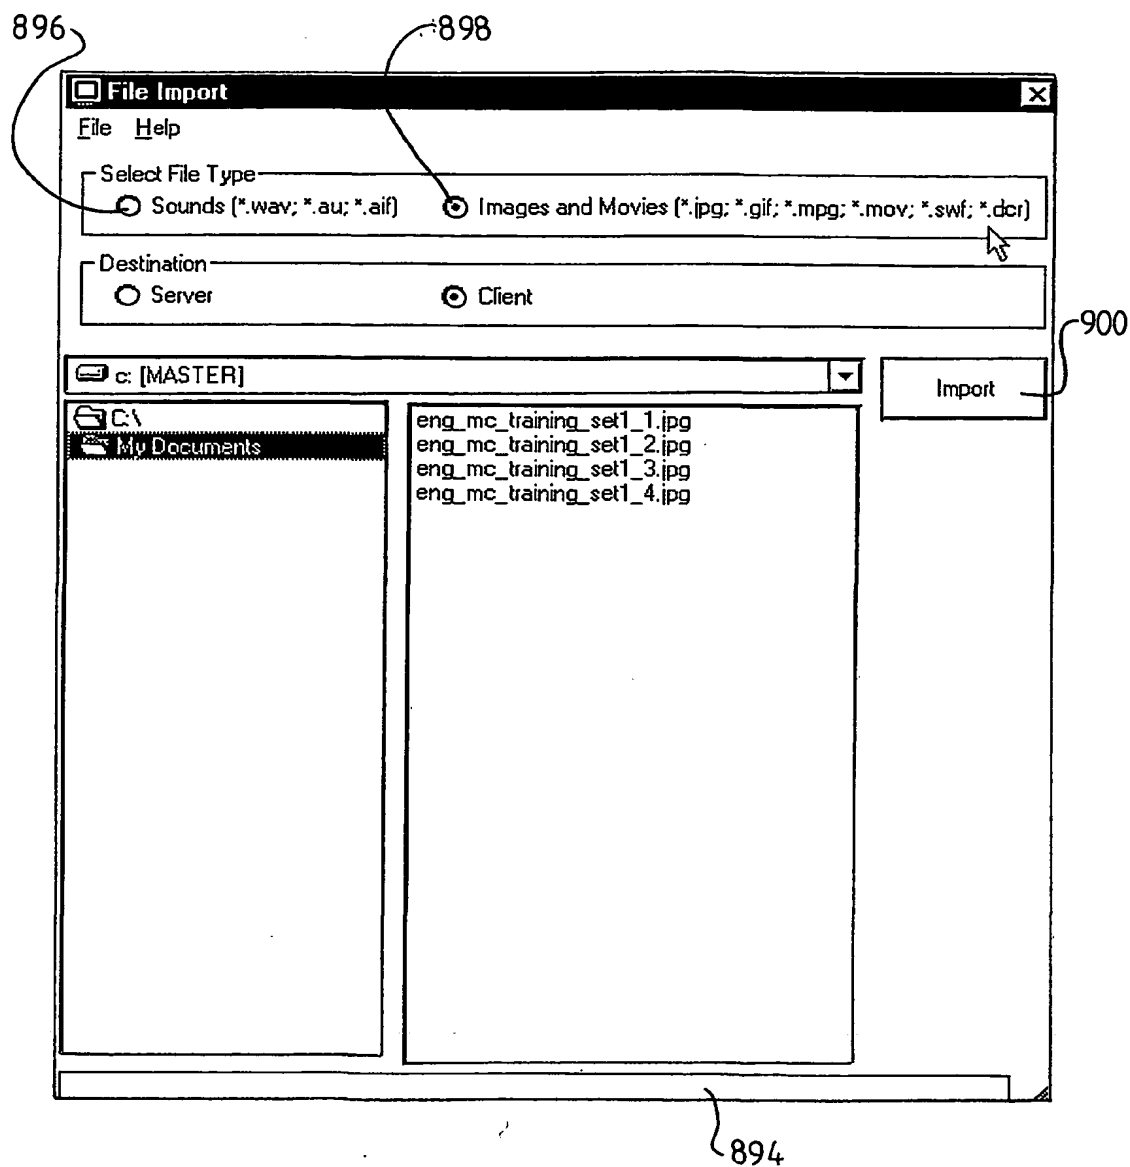 896
898
File Import
File Help
Select File Type
Sounds (*.wav; *.au; *.aif) Images and Movies (*.jpg; *.gif; *.mpg; *.mov; *.swf; *.dcr)
Destination
Server Client
900
c: [MASTER]
Import
C:\
My Documents
eng_mc_training_set1_1.jpg
eng_mc_training_set1_2.jpg
eng_mc_training_set1_3.jpg
eng_mc_training_set1_4.jpg
894